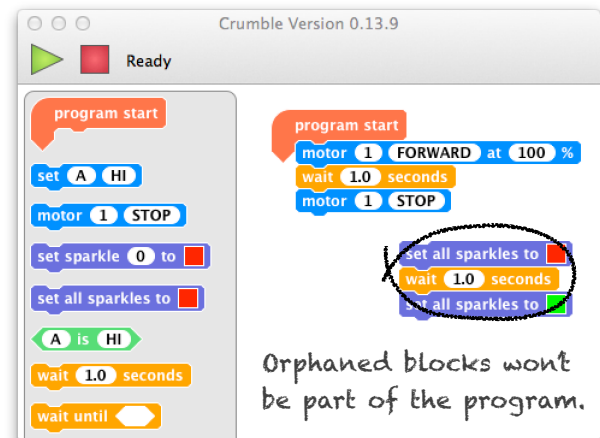 Crumble Version 0.13.9
Ready
program start
set A HI
motor 1 STOP
set sparkle 0 to
set all sparkles to
A is HI
wait 1.0 seconds
wait until
program start
motor 1 FORWARD at 100 %
wait 1.0 seconds
motor 1 STOP
set all sparkles to
wait 1.0 seconds
set all sparkles to
Orphaned blocks won't
be part of the program.